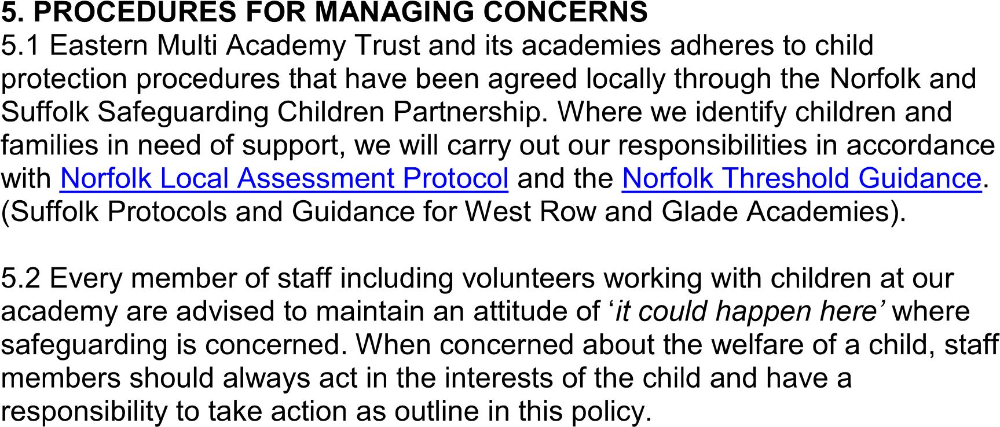 5. PROCEDURES FOR MANAGING CONCERNS
5.1 Eastern Multi Academy Trust and its academies adheres to child
protection procedures that have been agreed locally through the Norfolk and
Suffolk Safeguarding Children Partnership. Where we identify children and
families in need of support, we will carry out our responsibilities in accordance
with Norfolk Local Assessment Protocol and the Norfolk Threshold Guidance.
(Suffolk Protocols and Guidance for West Row and Glade Academies).
5.2 Every member of staff including volunteers working with children at our
academy are advised to maintain an attitude of ‘it could happen here’ where
safeguarding is concerned. When concerned about the welfare of a child, staff
members should always act in the interests of the child and have a
responsibility to take action as outline in this policy.